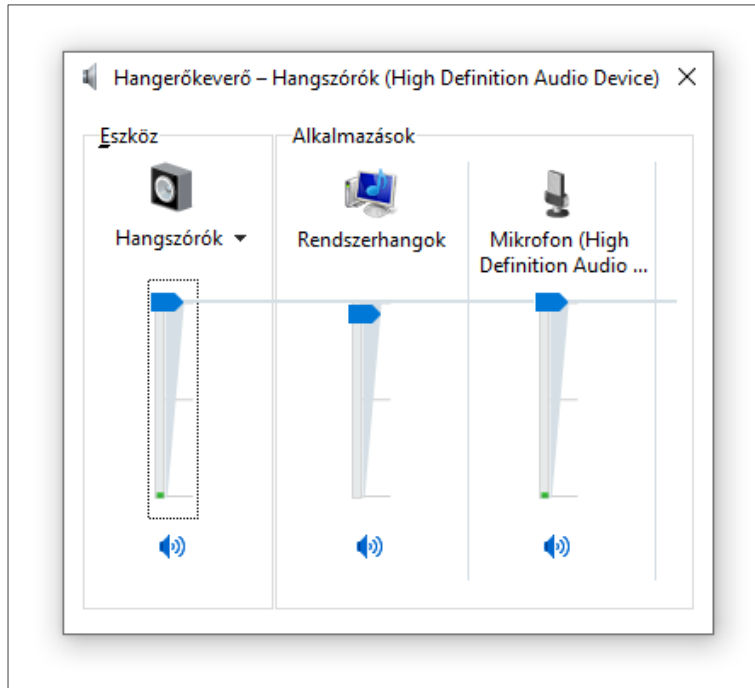 Hangerőkeverő – Hangszórók (High Definition Audio Device)
Eszköz
Alkalmazások
Hangszórók
Rendszerhangok
Mikrofon (High
Definition Audio ...